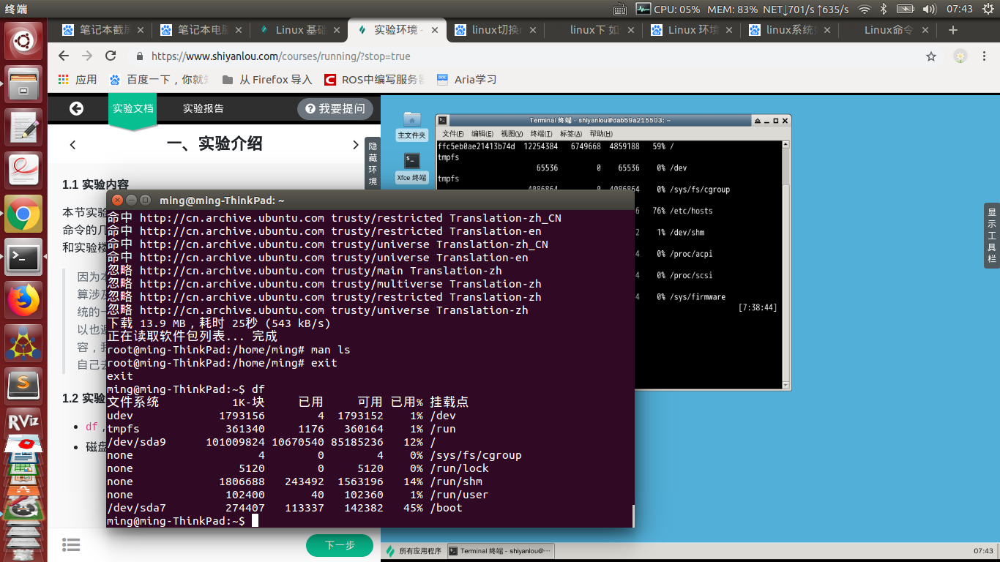 终端
CPU: 05% MEM: 83% NET↓701/s↑635/s
07:43
笔记本截屏
笔记本电脑
Linux 基础
实验环境 -
linux切换r
linux下 如
Linux 环境
linux系统
Linux命令
https://www.shiyanlou.com/courses/running/?stop=true
应用
百度一下，你就知
从 Firefox 导入
ROS中编写服务器
Aria学习
实验文档
实验报告
我要提问
一、实验介绍
隐藏环境
1.1 实验内容
本节实验
命令的几
和实验楼
因为本
算涉及
统的一
以也避
容，我
自己去
1.2 实验
df，
磁盘
下一步
主文件夹
Xfce 终端
Terminal 终端 - shiyanlou@dab59a215503: ~
文件(F) 编辑(E) 视图(V) 终端(T) 标签(A) 帮助(H)
ffc5eb0ae21413b74d 12254384 6749668 4859188 59% /
tmpfs
65536 0 65536 0% /dev
tmpfs
4086864 0 4086864 0% /sys/fs/cgroup
6 76% /etc/hosts
2 1% /dev/shm
4 0% /proc/acpi
4 0% /proc/scsi
4 0% /sys/firmware
[7:38:44]
显示工具栏
ming@ming-ThinkPad: ~
命中 http://cn.archive.ubuntu.com trusty/restricted Translation-zh_CN
命中 http://cn.archive.ubuntu.com trusty/restricted Translation-en
命中 http://cn.archive.ubuntu.com trusty/universe Translation-zh_CN
命中 http://cn.archive.ubuntu.com trusty/universe Translation-en
忽略 http://cn.archive.ubuntu.com trusty/main Translation-zh
忽略 http://cn.archive.ubuntu.com trusty/multiverse Translation-zh
忽略 http://cn.archive.ubuntu.com trusty/restricted Translation-zh
忽略 http://cn.archive.ubuntu.com trusty/universe Translation-zh
下载 13.9 MB，耗时 25秒 (543 kB/s)
正在读取软件包列表... 完成
root@ming-ThinkPad:/home/ming# man ls
root@ming-ThinkPad:/home/ming# exit
exit
ming@ming-ThinkPad:~$ df
文件系统 1K-块 已用 可用 已用% 挂载点
udev 1793156 4 1793152 1% /dev
tmpfs 361340 1176 360164 1% /run
/dev/sda9 101009824 10670540 85185236 12% /
none 4 0 4 0% /sys/fs/cgroup
none 5120 0 5120 0% /run/lock
none 1806688 243492 1563196 14% /run/shm
none 102400 40 102360 1% /run/user
/dev/sda7 274407 113337 142382 45% /boot
ming@ming-ThinkPad:~$
RViz
所有应用程序
Terminal 终端 - shiyanlou@···
07:43